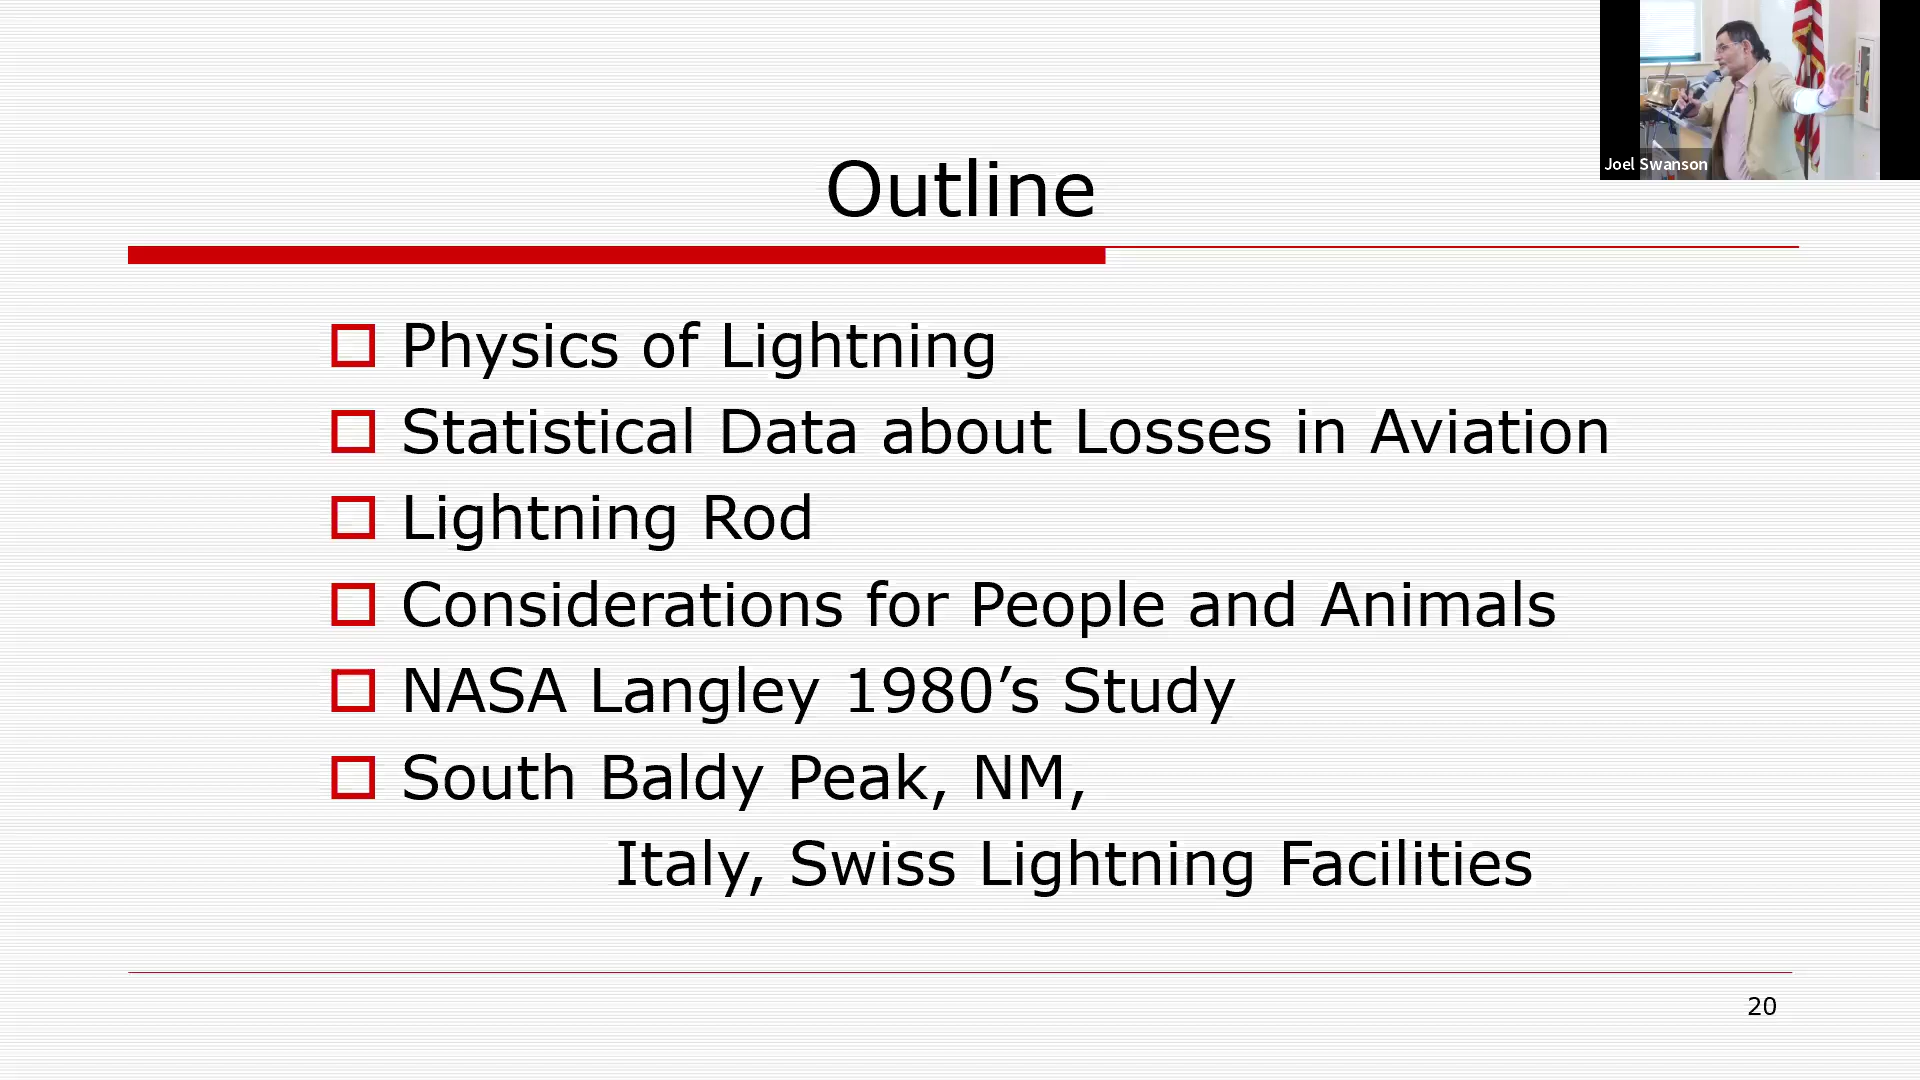 Joel Swanson
Outline
Physics of Lightning
Statistical Data about Losses in Aviation
Lightning Rod
Considerations for People and Animals
NASA Langley 1980’s Study
South Baldy Peak, NM,
Italy, Swiss Lightning Facilities
20